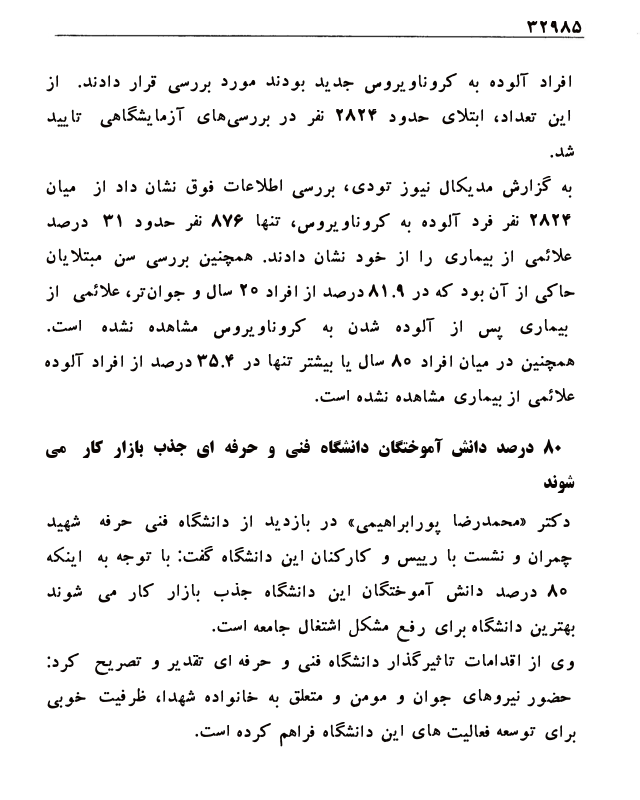 ۳۲۹۸۵
افراد آلوده به کروناویروس جدید بودند مورد بررسی قرار دادند. از
این تعداد، ابتلای حدود ۲۸۲۴ نفر در بررسی‌های آزمایشگاهی تایید
شد.
به گزارش مدیکال نیوز تودی، بررسی اطلاعات فوق نشان داد از میان
۲۸۲۴ نفر فرد آلوده به کروناویروس، تنها ۸۷۶ نفر حدود ۳۱ درصد
علائمی از بیماری را از خود نشان دادند. همچنین بررسی سن مبتلایان
حاکی از آن بود که در ۸۱.۹ درصد از افراد ۲۰ سال و جوان‌تر، علائمی از
بیماری پس از آلوده شدن به کروناویروس مشاهده نشده است.
همچنین در میان افراد ۸۰ سال یا بیشتر تنها در ۳۵.۴ درصد از افراد آلوده
علائمی از بیماری مشاهده نشده است.
۸۰ درصد دانش آموختگان دانشگاه فنی و حرفه ای جذب بازار کار می
شوند
دکتر «محمدرضا پورابراهیمی» در بازدید از دانشگاه فنی حرفه شهید
چمران و نشست با رییس و کارکنان این دانشگاه گفت: با توجه به اینکه
۸۰ درصد دانش آموختگان این دانشگاه جذب بازار کار می شوند
بهترین دانشگاه برای رفع مشکل اشتغال جامعه است.
وی از اقدامات تاثیرگذار دانشگاه فنی و حرفه ای تقدیر و تصریح کرد:
حضور نیروهای جوان و مومن و متعلق به خانواده شهدا، ظرفیت خوبی
برای توسعه فعالیت های این دانشگاه فراهم کرده است.